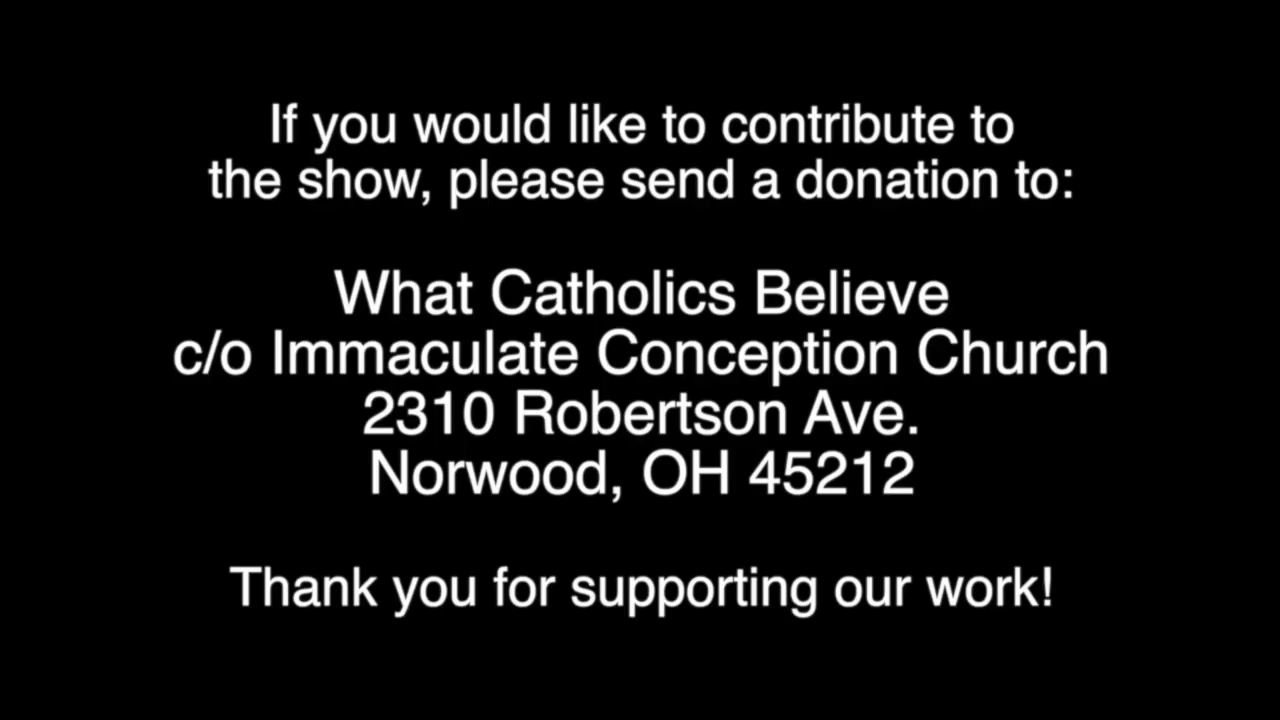 If you would like to contribute to
the show, please send a donation to:
What Catholics Believe
c/o Immaculate Conception Church
2310 Robertson Ave.
Norwood, OH 45212
Thank you for supporting our work!